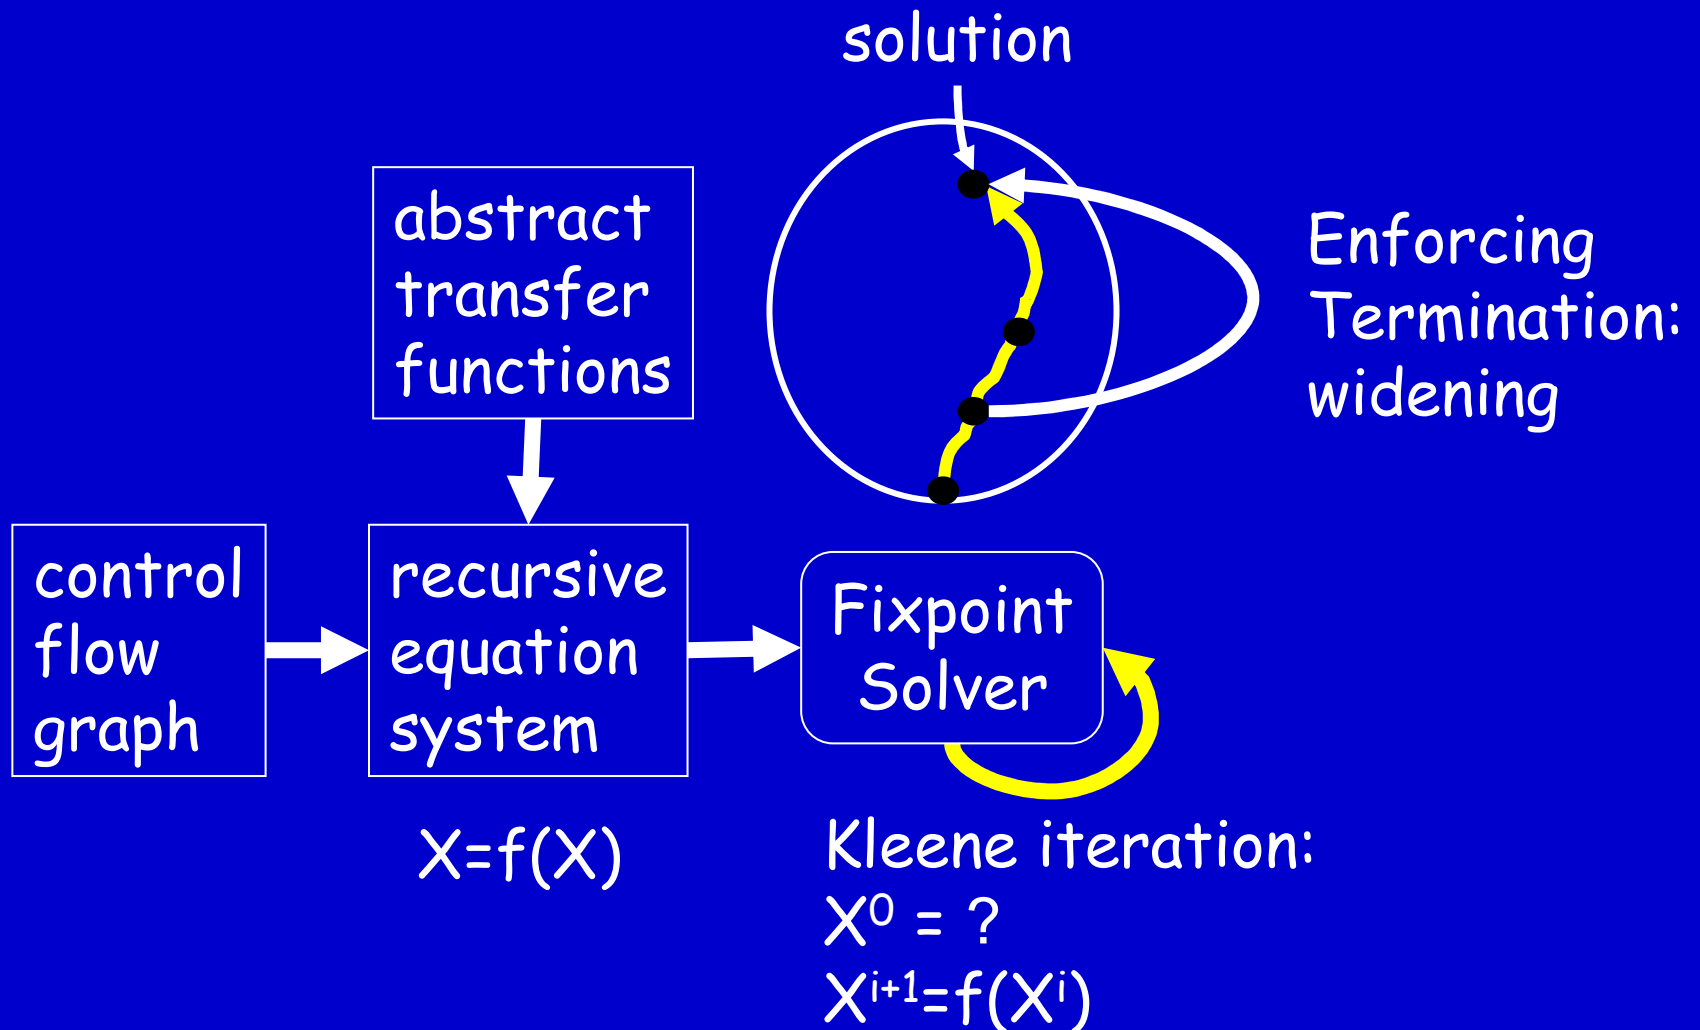 solution
abstract
transfer
functions
Enforcing
Termination:
widening
control
flow
graph
recursive
equation
system
Fixpoint
Solver
X=f(X)
Kleene iteration:
X⁰ = ?
Xⁱ⁺¹=f(Xⁱ)